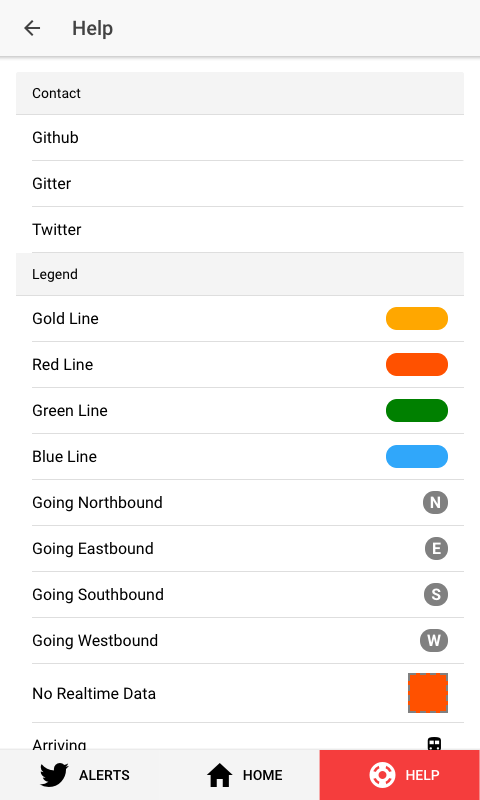 Help
Contact
Github
Gitter
Twitter
Legend
Gold Line
Red Line
Green Line
Blue Line
Going Northbound N
Going Eastbound E
Going Southbound S
Going Westbound W
No Realtime Data
Arriving
ALERTS HOME HELP